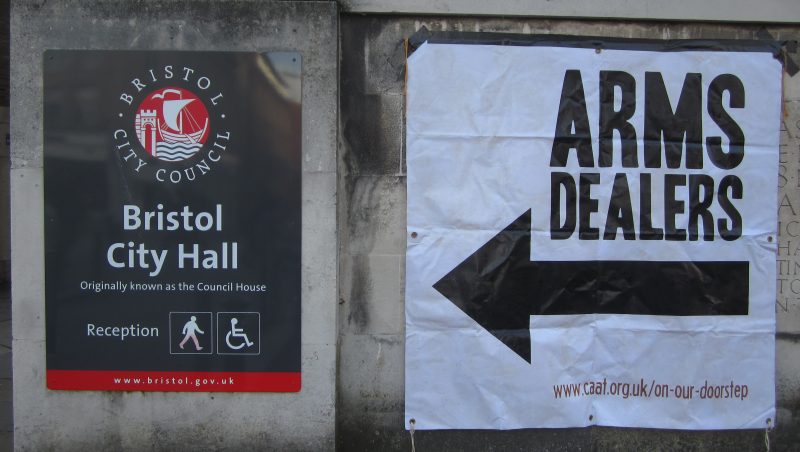 BRISTOL
CITY COUNCIL
Bristol
City Hall
Originally known as the Council House
Reception
www.bristol.gov.uk
ARMS
DEALERS
www.caat.org.uk/on-our-doorstep